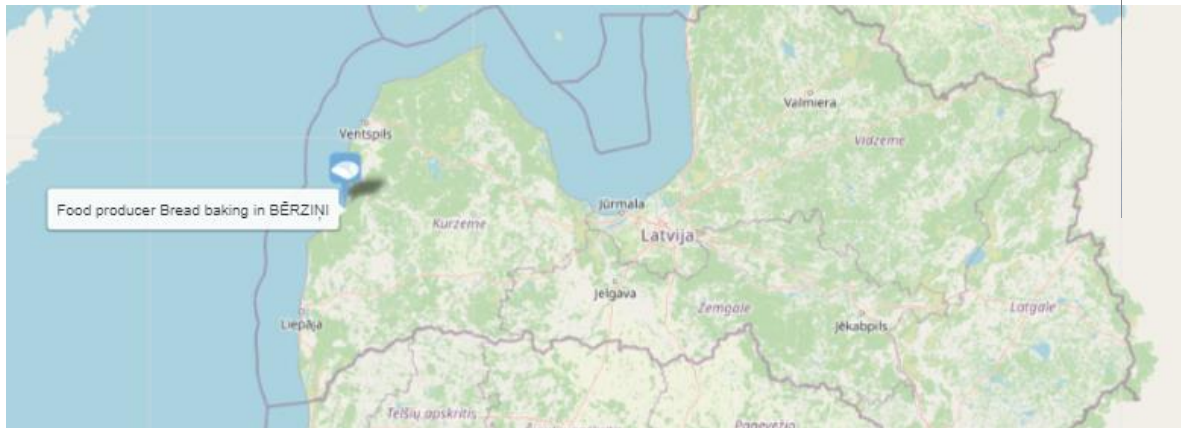 Valmiera
Ventspils
Vidzeme
Food producer Bread baking in BĒRZIŅI
Jūrmala
Kurzeme
Latvija
Jelgava
Zemgale
Latgale
Liepāja
Jēkabpils
Telšių apskritis
Panevėžio